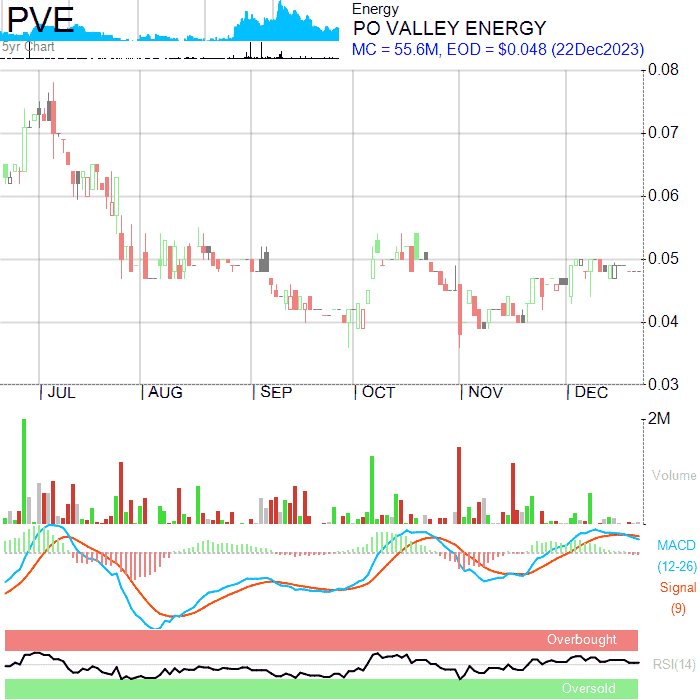 PVE
5yr Chart
Energy
PO VALLEY ENERGY
MC = 55.6M, EOD = $0.048 (22Dec2023)
0.08
0.07
0.06
0.05
0.04
0.03
JUL AUG SEP OCT NOV DEC
2M
Volume
MACD
(12-26)
Signal
(9)
Overbought
RSI(14)
Oversold